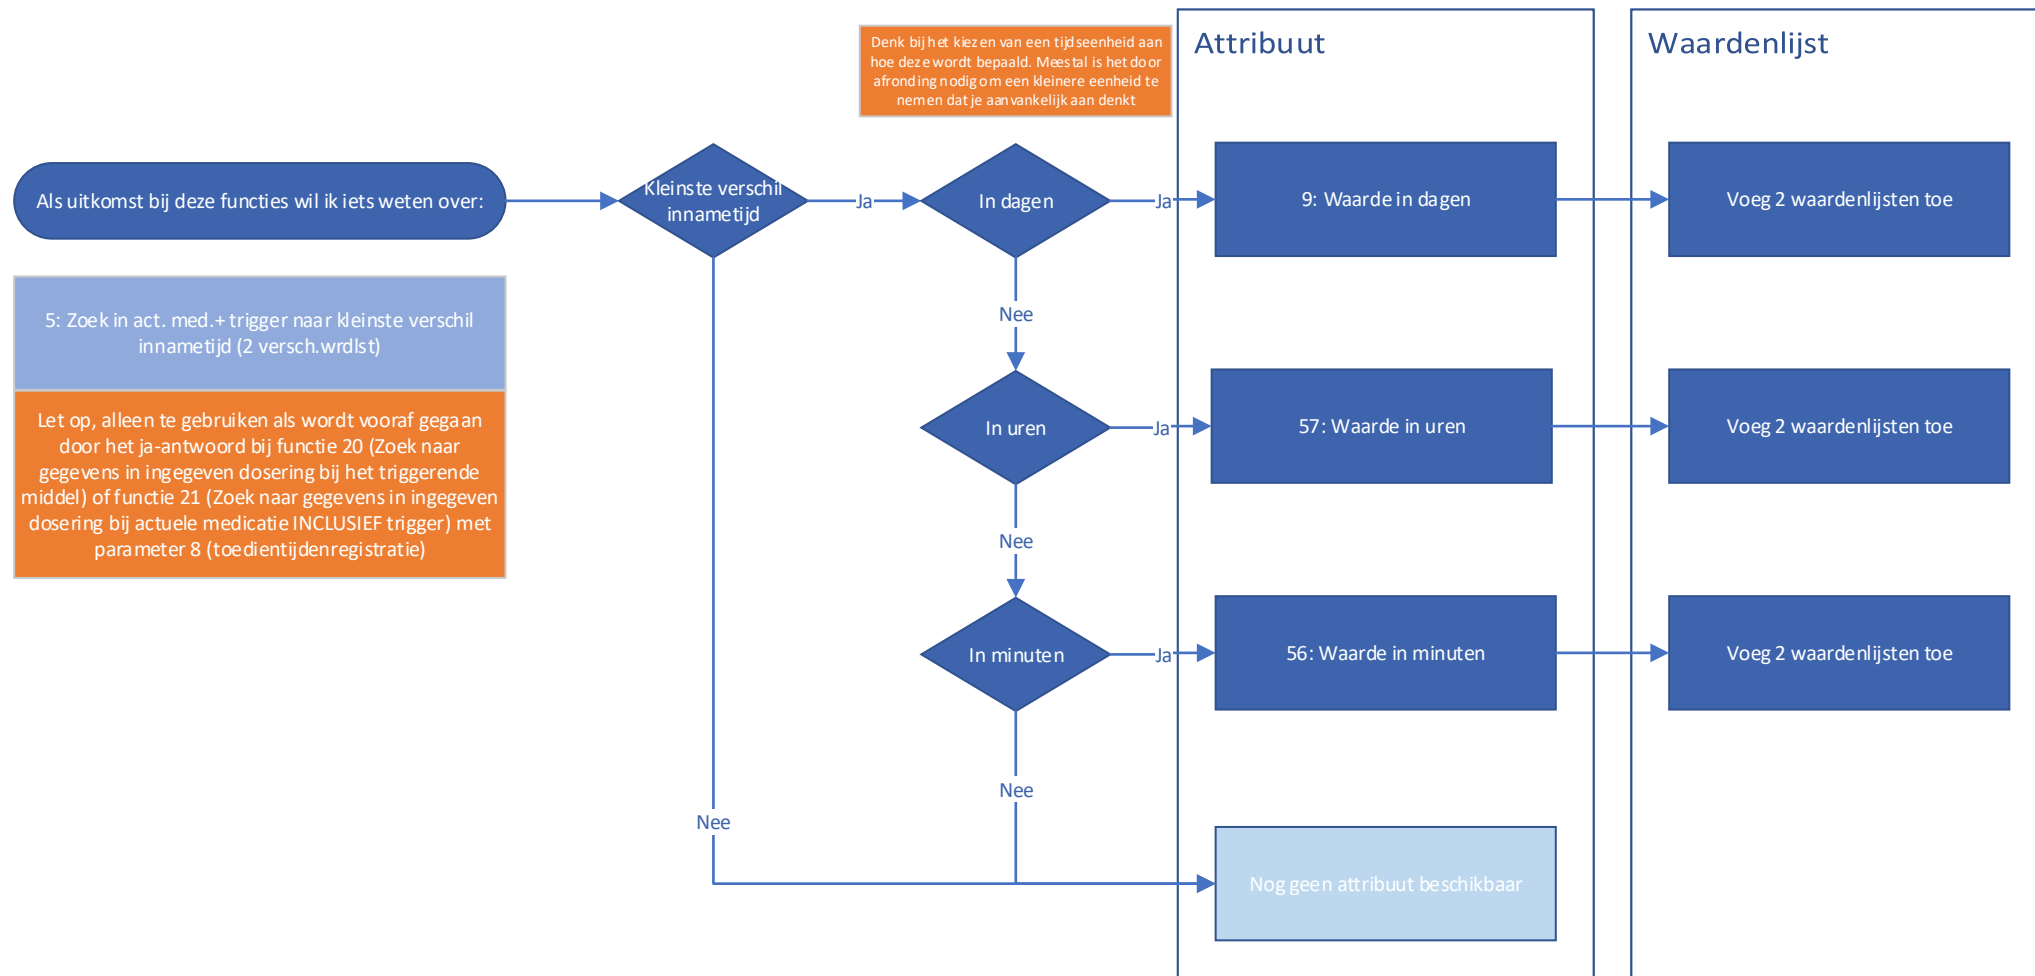 Denk bij het kiezen van een tijdseenheid aan
hoe deze wordt bepaald. Meestal is het door
afronding nodig om een kleinere eenheid te
nemen dat je aanvankelijk aan denkt
Attribuut
Waardenlijst
Als uitkomst bij deze functies wil ik iets weten over:
Kleinste verschil
innametijd
Ja
In dagen
Ja
9: Waarde in dagen
Voeg 2 waardenlijsten toe
5: Zoek in act. med.+ trigger naar kleinste verschil
innametijd (2 versch.wrdlst)
Nee
Let op, alleen te gebruiken als wordt vooraf gegaan
door het ja-antwoord bij functie 20 (Zoek naar
gegevens in ingegeven dosering bij het triggerende
middel) of functie 21 (Zoek naar gegevens in ingegeven
dosering bij actuele medicatie INCLUSIEF trigger) met
parameter 8 (toedientijdenregistratie)
In uren
Ja
57: Waarde in uren
Voeg 2 waardenlijsten toe
Nee
In minuten
Ja
56: Waarde in minuten
Voeg 2 waardenlijsten toe
Nee
Nee
Nog geen attribuut beschikbaar